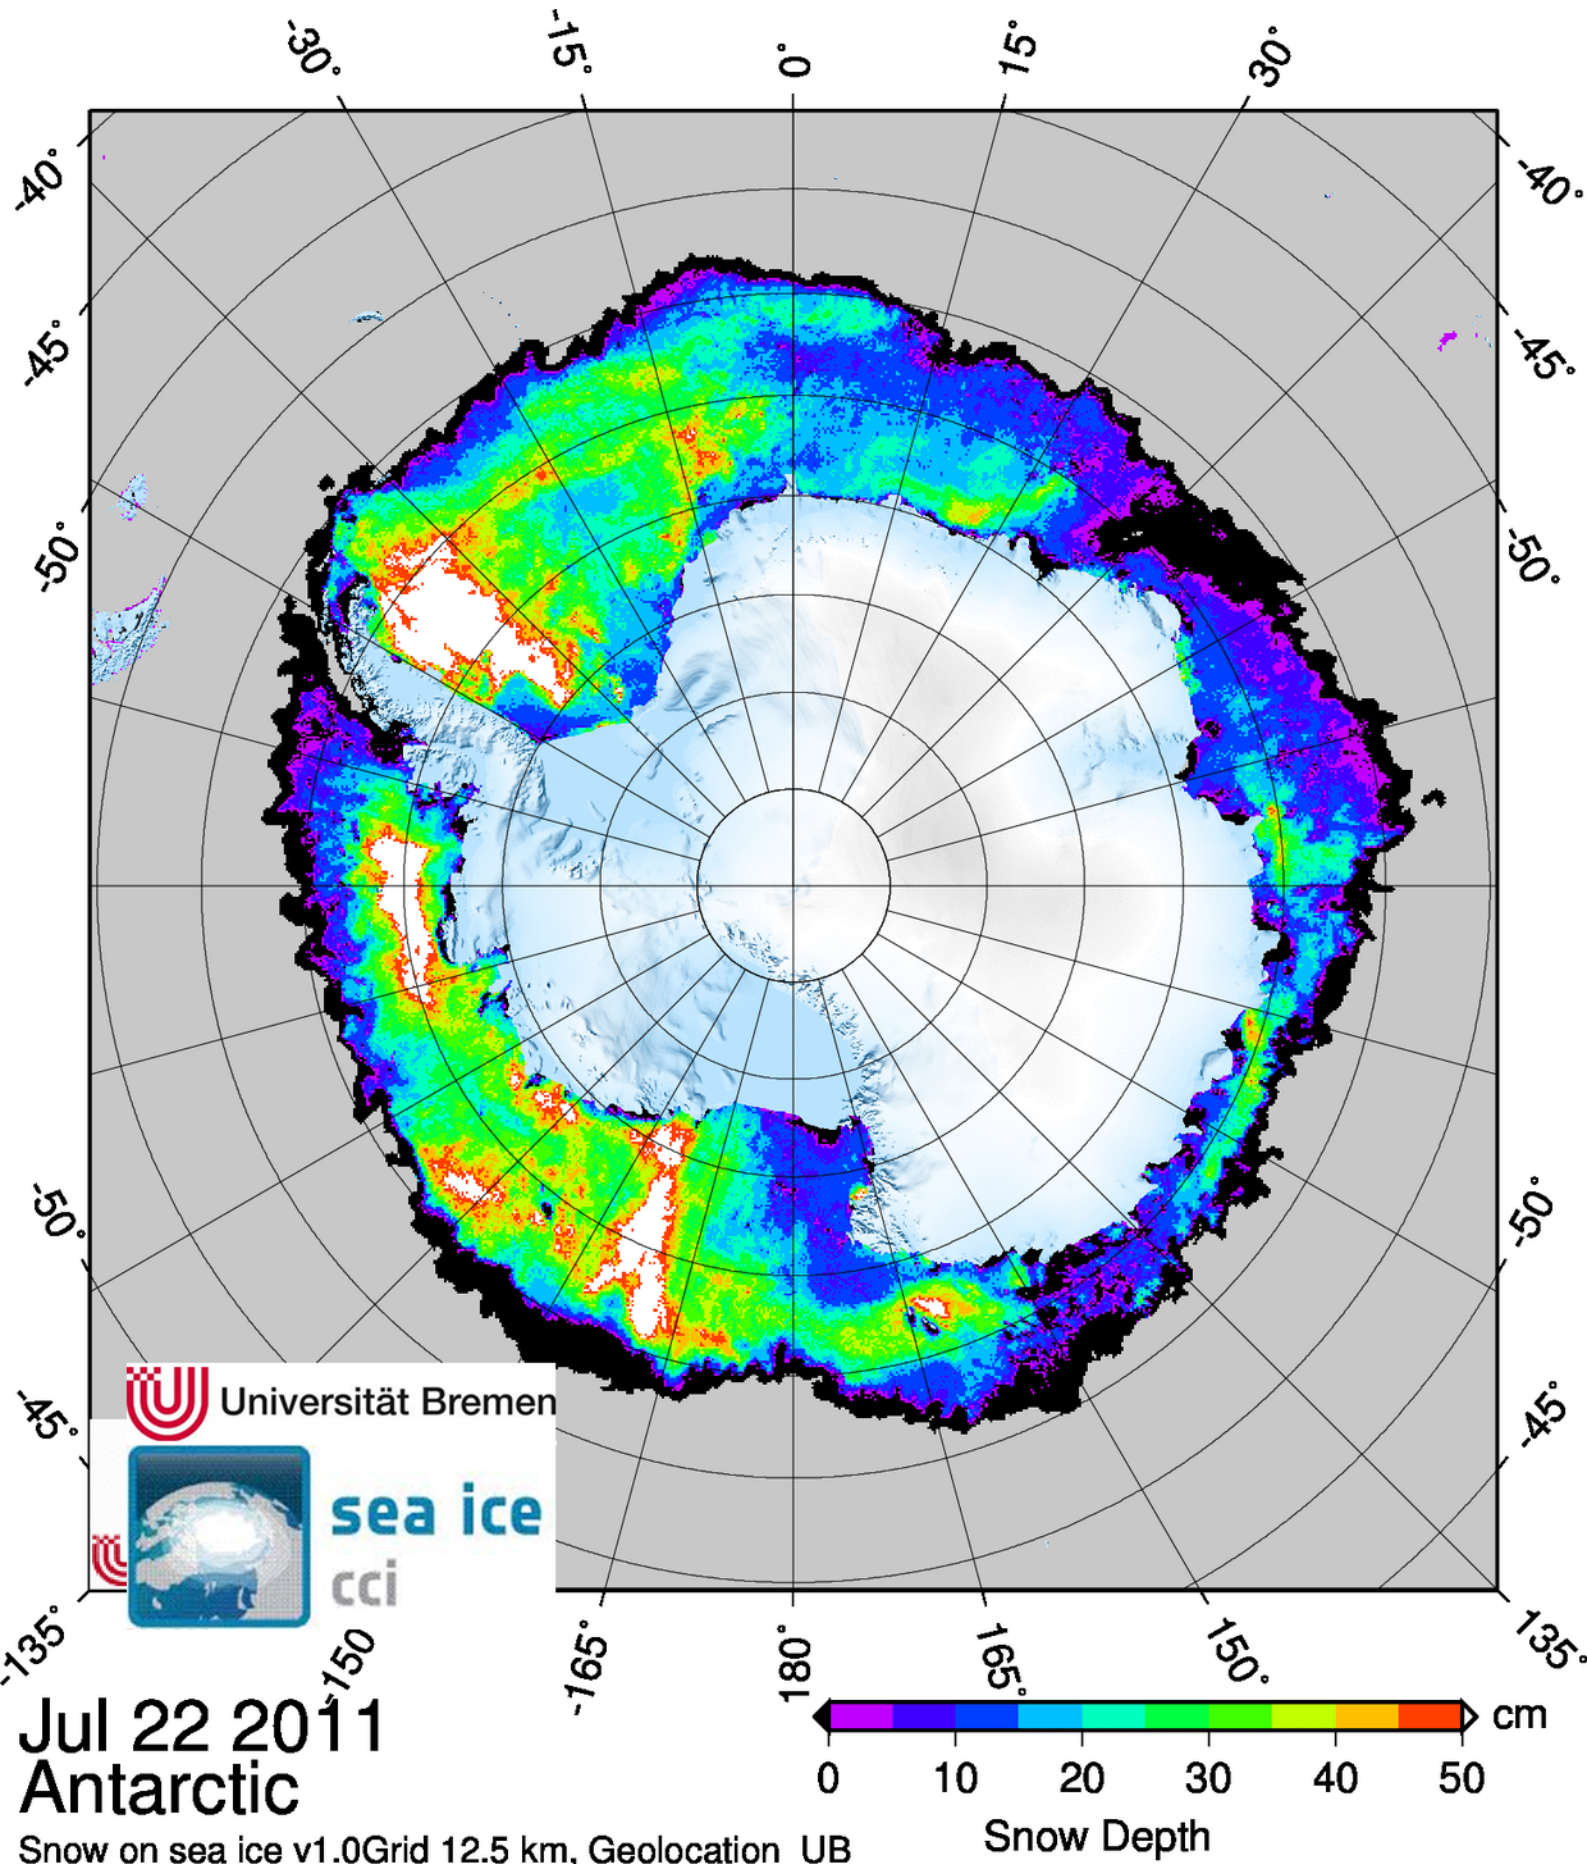 -30° -15° 0° 15° 30°
-40° -40°
-45° -45°
-50° -50°
-50° -50°
-45° -45°
Universität Bremen
sea ice
cci
-135° -150 -165° 180° 165° 150° 135°
Jul 22 2011
Antarctic
Snow on sea ice v1.0Grid 12.5 km, Geolocation UB
cm
0 10 20 30 40 50
Snow Depth